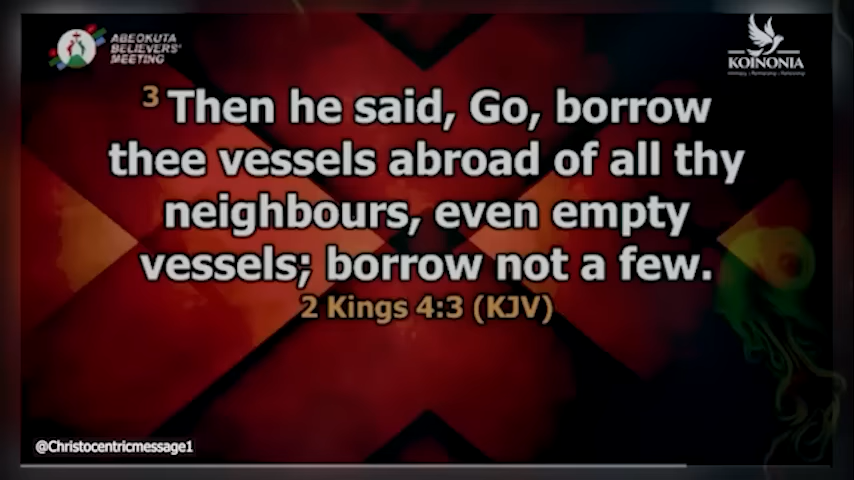 ABEOKUTA
BELIEVERS'
MEETING
KOINONIA
3 Then he said, Go, borrow
thee vessels abroad of all thy
neighbours, even empty
vessels; borrow not a few.
2 Kings 4:3 (KJV)
@Christocentricmessage1